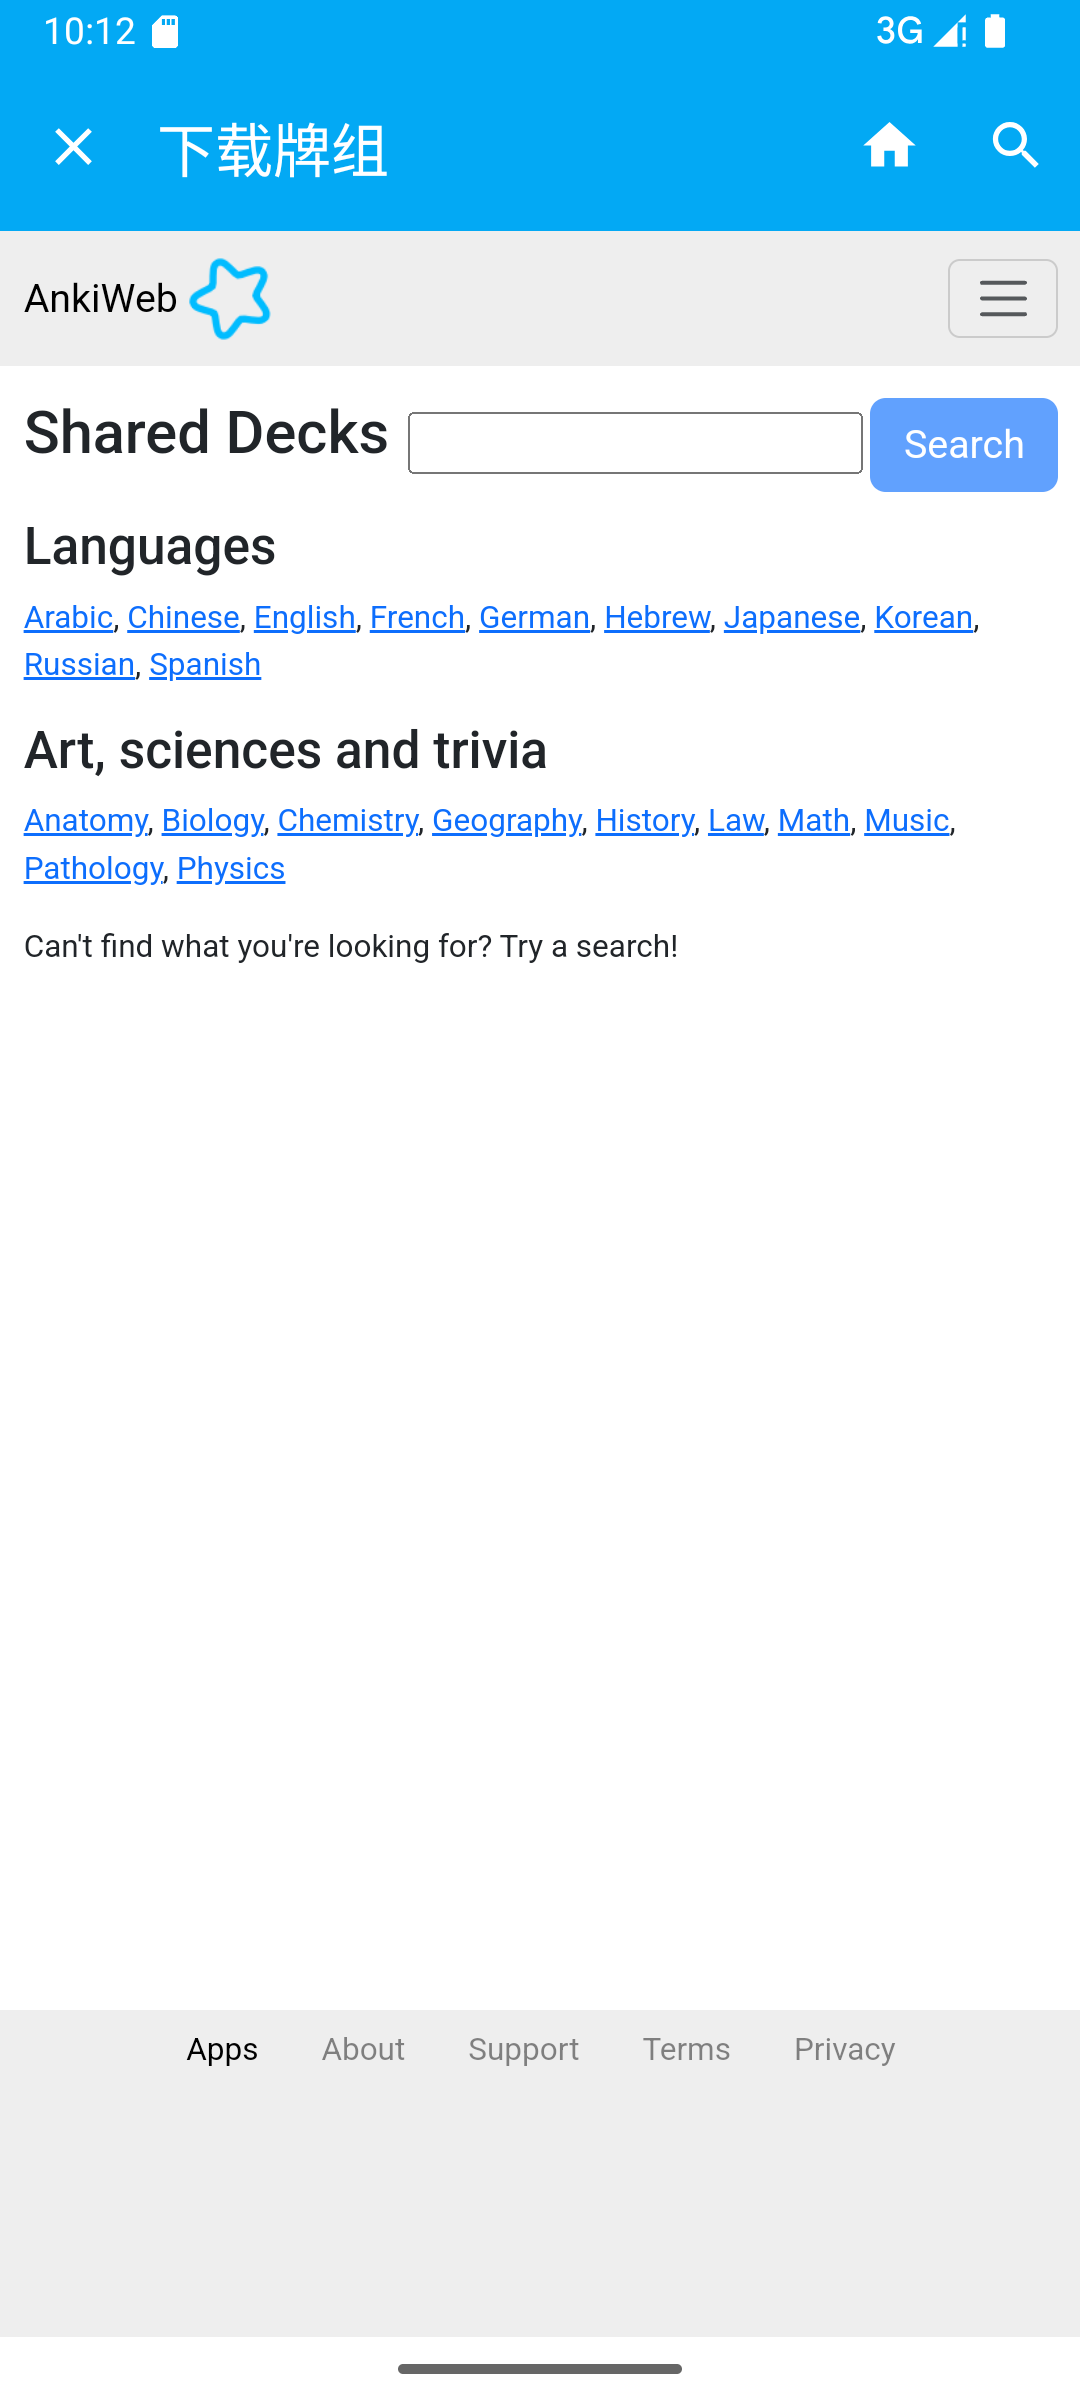 10:12 3G
下载牌组
AnkiWeb
Shared Decks Search
Languages
Arabic, Chinese, English, French, German, Hebrew, Japanese, Korean,
Russian, Spanish
Art, sciences and trivia
Anatomy, Biology, Chemistry, Geography, History, Law, Math, Music,
Pathology, Physics
Can't find what you're looking for? Try a search!
Apps About Support Terms Privacy